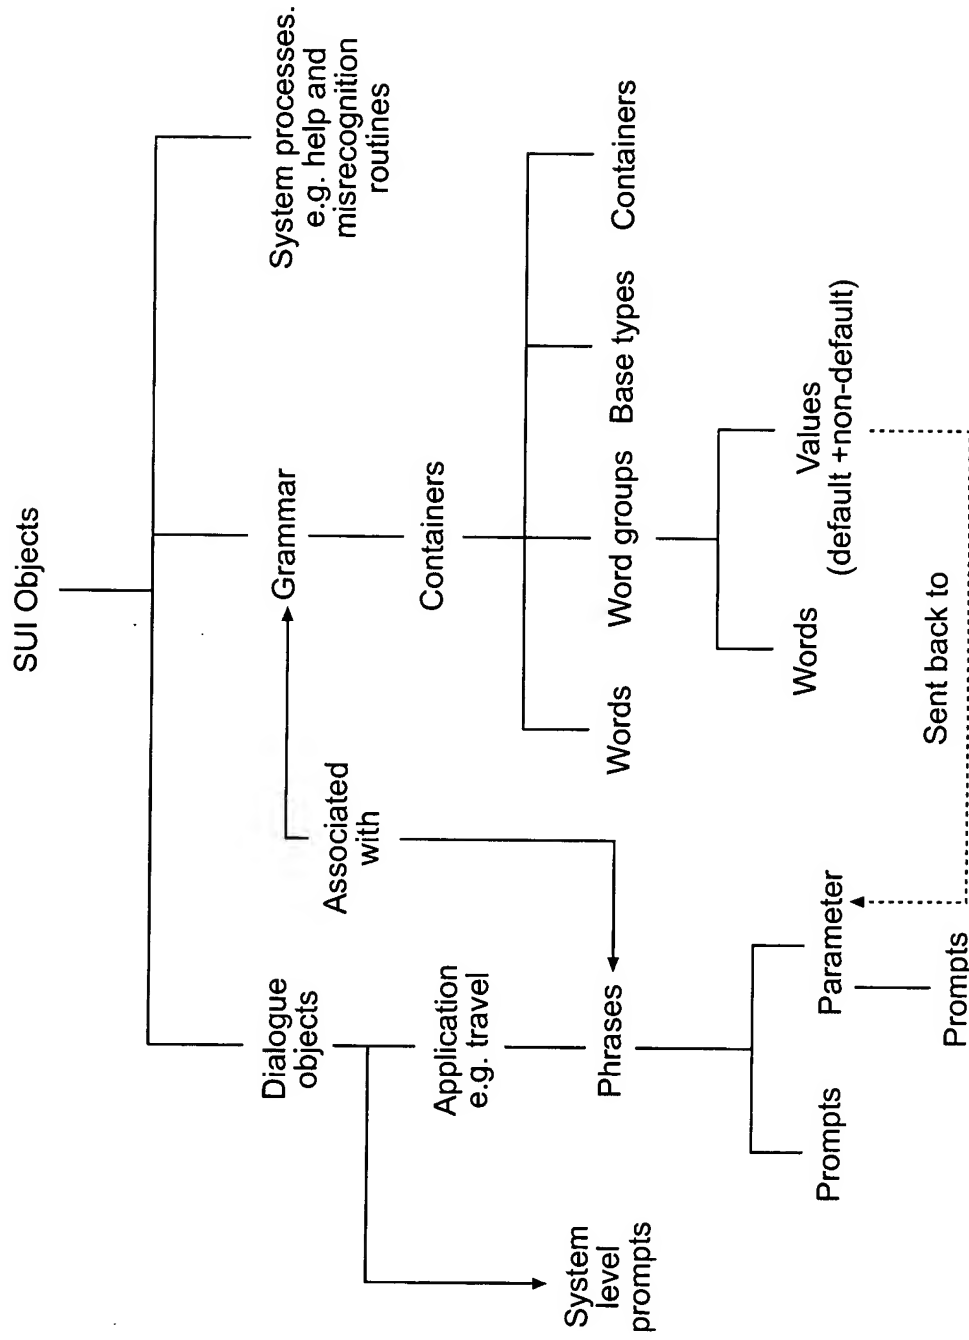 SUI Objects
Dialogue
objects
Grammar
System processes.
e.g. help and
misrecognition
routines
Associated
with
System
level
prompts
Application
e.g. travel
Containers
Phrases
Words
Word groups
Base types
Containers
Prompts
Parameter
Words
Values
(default +non-default)
Prompts
Sent back to